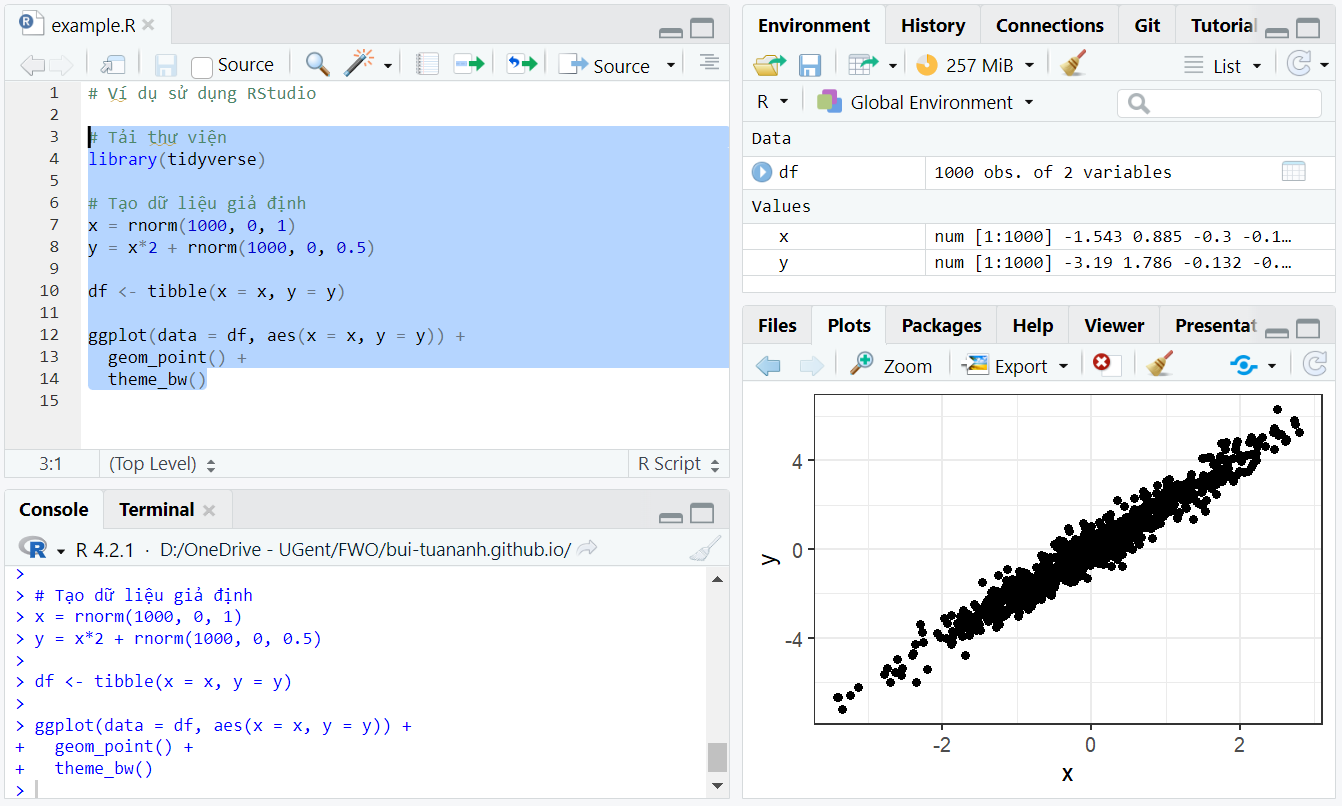 example.R
Source
Source
1 # Ví dụ sử dụng RStudio
2
3 # Tải thư viện
4 library(tidyverse)
5
6 # Tạo dữ liệu giả định
7 x = rnorm(1000, 0, 1)
8 y = x*2 + rnorm(1000, 0, 0.5)
9
10 df <- tibble(x = x, y = y)
11
12 ggplot(data = df, aes(x = x, y = y)) +
13   geom_point() +
14   theme_bw()
15
3:1 (Top Level) R Script
Console Terminal
R 4.2.1 · D:/OneDrive - UGent/FWO/bui-tuananh.github.io/
>
> # Tạo dữ liệu giả định
> x = rnorm(1000, 0, 1)
> y = x*2 + rnorm(1000, 0, 0.5)
>
> df <- tibble(x = x, y = y)
>
> ggplot(data = df, aes(x = x, y = y)) +
+   geom_point() +
+   theme_bw()
>
Environment History Connections Git Tutorial
257 MiB List
R Global Environment
Data
df 1000 obs. of 2 variables
Values
x num [1:1000] -1.543 0.885 -0.3 -0.1…
y num [1:1000] -3.19 1.786 -0.132 -0.…
Files Plots Packages Help Viewer Presentat
Zoom Export
4
0
-4
y
-2 0 2
x